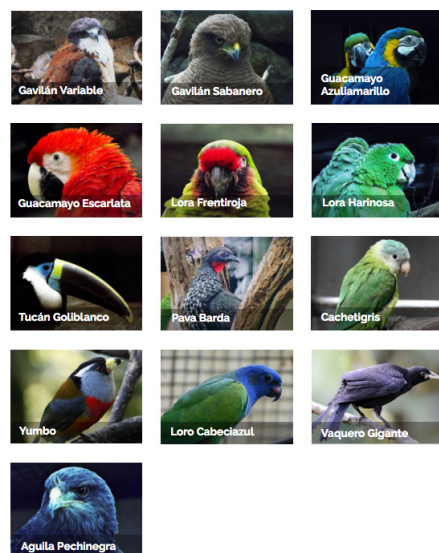 Gavilán Variable
Gavilán Sabanero
Guacamayo
Azuliamarillo
Guacamayo Escarlata
Lora Frentiroja
Lora Harinosa
Tucán Goliblanco
Pava Barda
Cachetigris
Yumbo
Loro Cabeciazul
Vaquero Gigante
Aguila Pechinegra